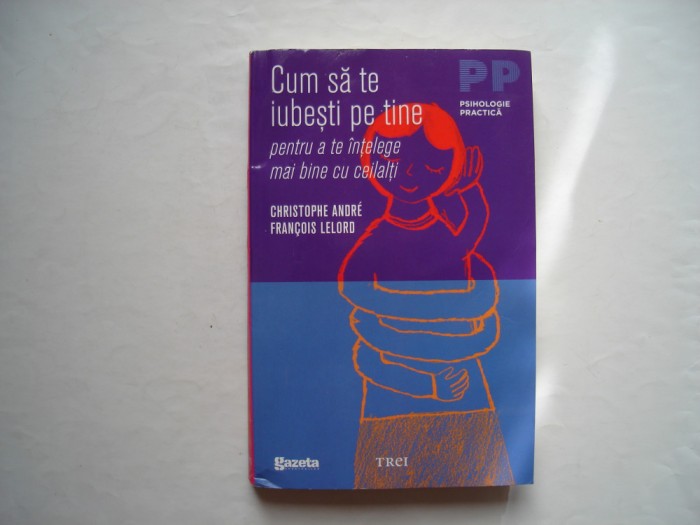 Cum să te
iubești pe tine
pentru a te înțelege
mai bine cu ceilalți
CHRISTOPHE ANDRÉ
FRANÇOIS LELORD
PP
PSIHOLOGIE
PRACTICĂ
gazeta
TREI